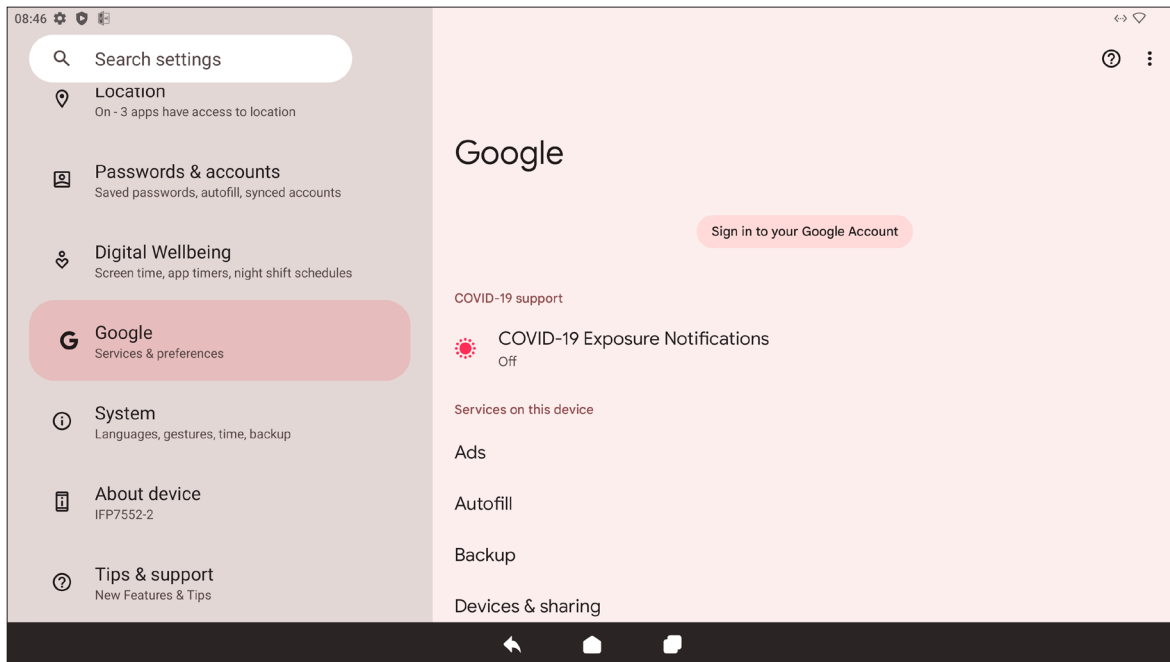 08:46
Search settings
Location
On - 3 apps have access to location
Passwords & accounts
Saved passwords, autofill, synced accounts
Digital Wellbeing
Screen time, app timers, night shift schedules
Google
Services & preferences
System
Languages, gestures, time, backup
About device
IFP7552-2
Tips & support
New Features & Tips
Google
Sign in to your Google Account
COVID-19 support
COVID-19 Exposure Notifications
Off
Services on this device
Ads
Autofill
Backup
Devices & sharing